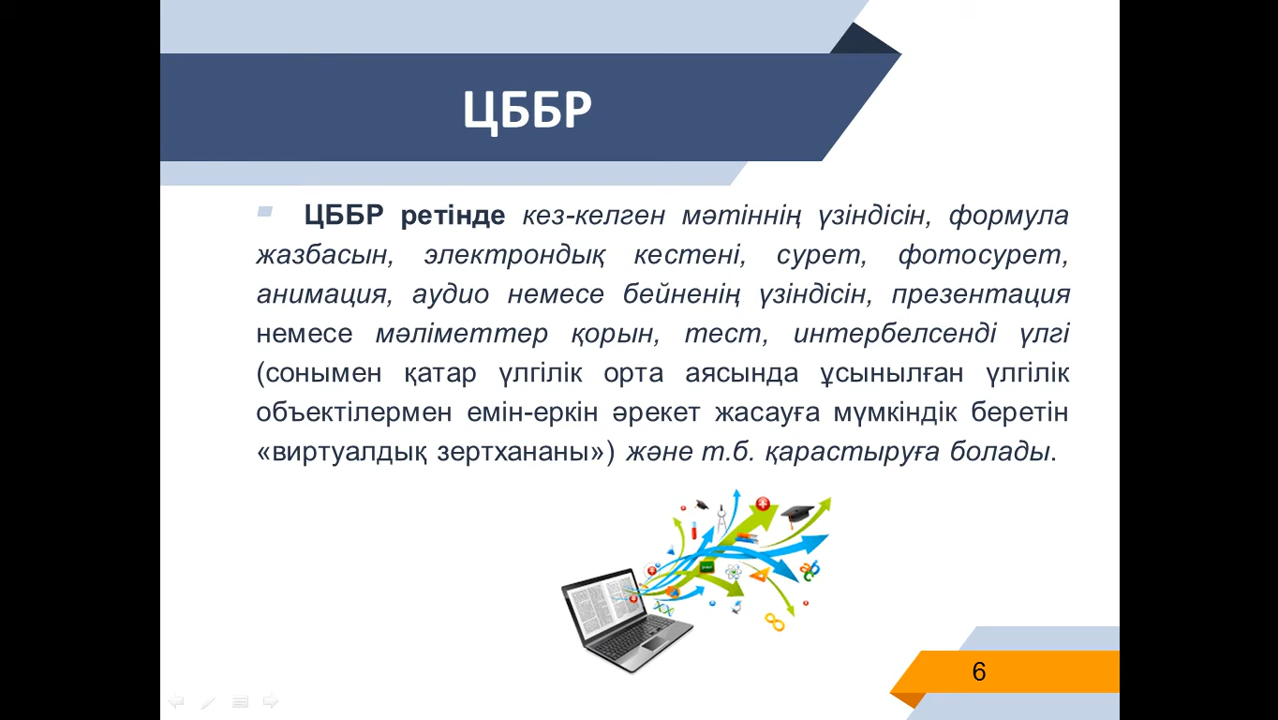 ЦББР
ЦББР ретінде кез-келген мәтіннің үзіндісін, формула
жазбасын, электрондық кестені, сурет, фотосурет,
анимация, аудио немесе бейненің үзіндісін, презентация
немесе мәліметтер қорын, тест, интербелсенді үлгі
(сонымен қатар үлгілік орта аясында ұсынылған үлгілік
объектілермен емін-еркін әрекет жасауға мүмкіндік беретін
«виртуалдық зертхананы») және т.б. қарастыруға болады.
6